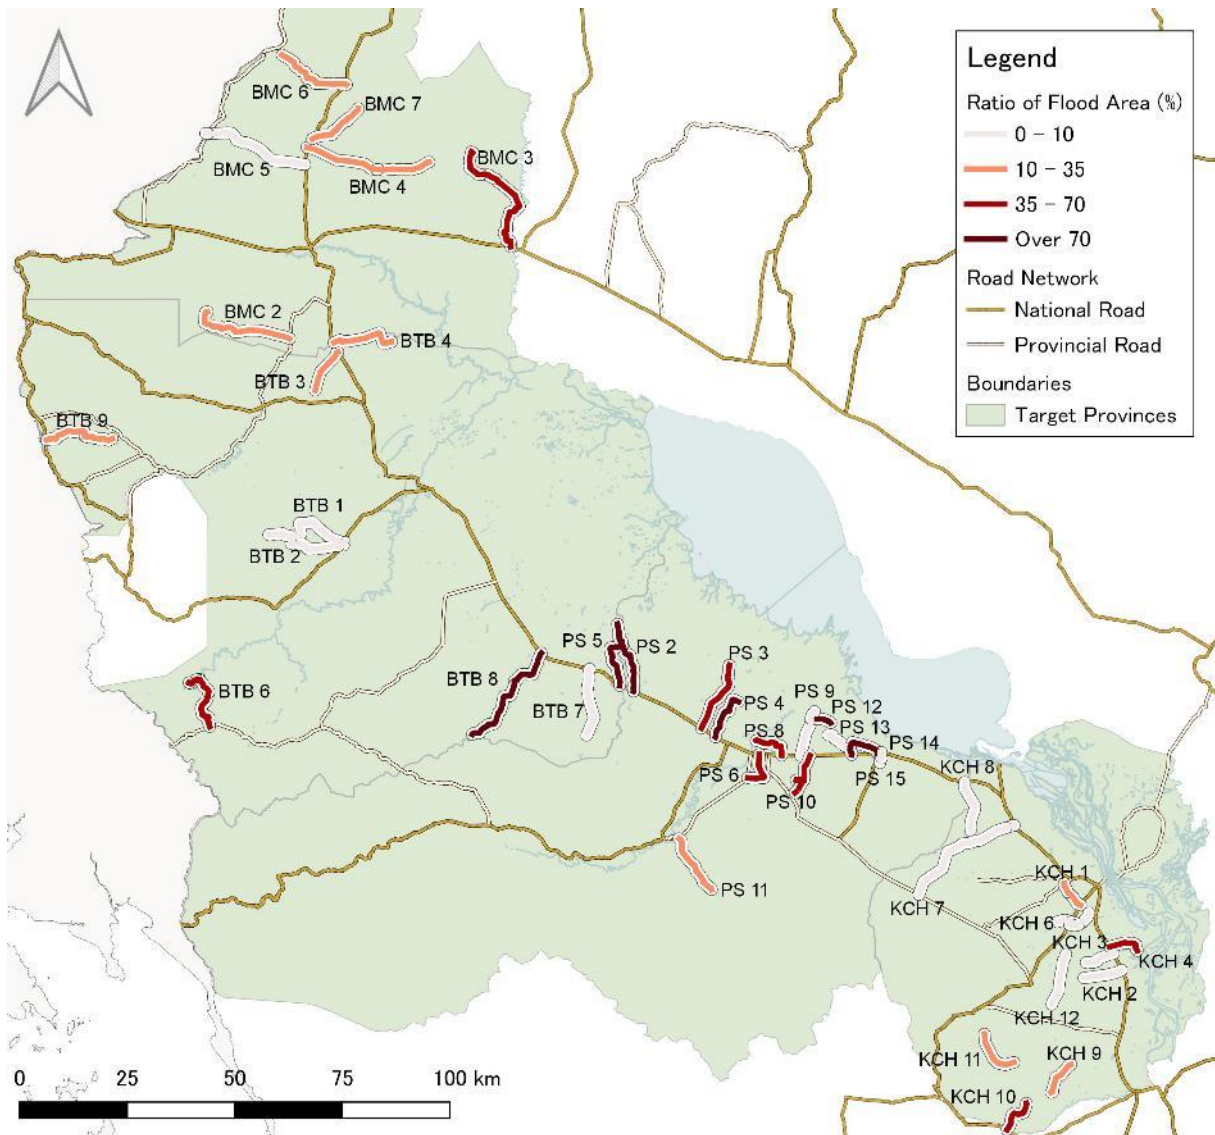 Legend
Ratio of Flood Area (%)
0 – 10
10 – 35
35 – 70
Over 70
Road Network
National Road
Provincial Road
Boundaries
Target Provinces
BMC 6
BMC 7
BMC 5
BMC 4
BMC 3
BMC 2
BTB 4
BTB 3
BTB 9
BTB 1
BTB 2
PS 5
PS 2
PS 3
BTB 8
BTB 6
BTB 7
PS 4
PS 9
PS 12
PS 8
PS 13
PS 14
PS 6
PS 15
PS 10
KCH 8
PS 11
KCH 7
KCH 1
KCH 6
KCH 3
KCH 4
KCH 2
KCH 12
KCH 11
KCH 9
KCH 10
0 25 50 75 100 km